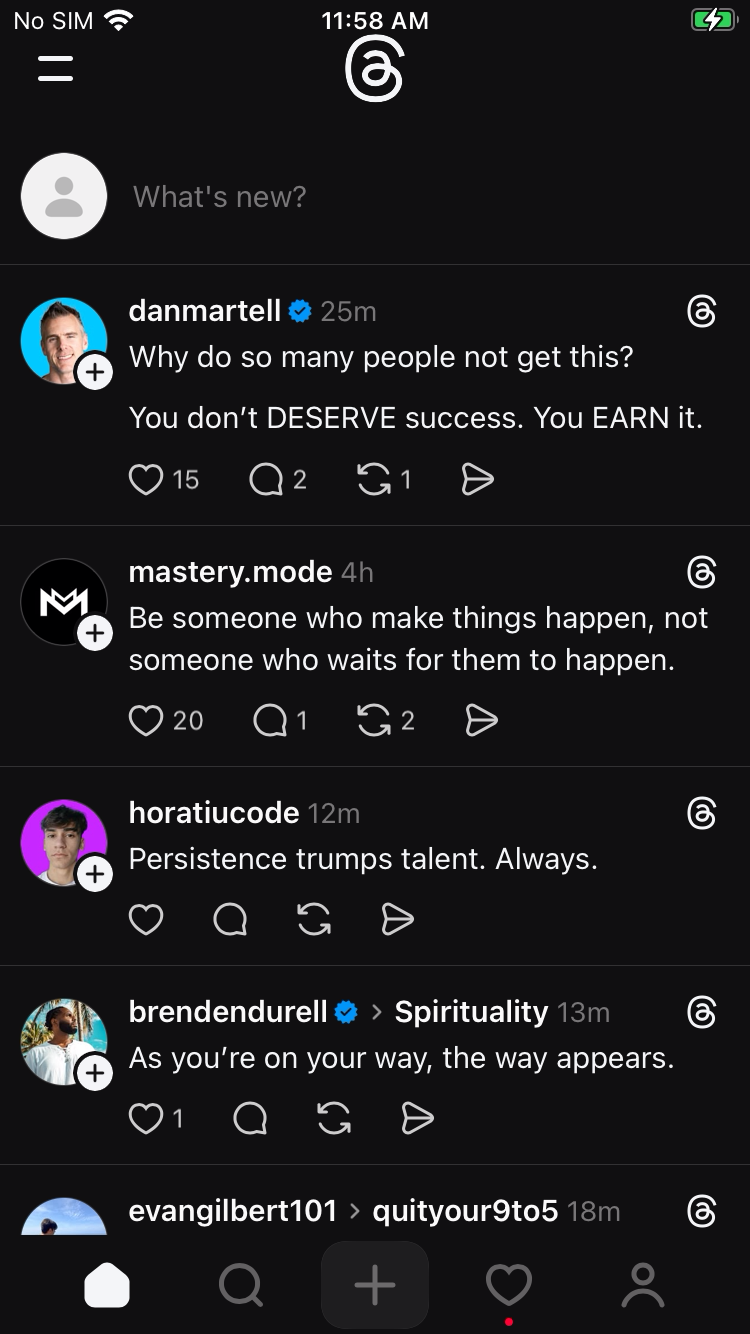 No SIM 11:58 AM
What's new?
danmartell 25m
Why do so many people not get this?
You don’t DESERVE success. You EARN it.
15 2 1
mastery.mode 4h
Be someone who make things happen, not
someone who waits for them to happen.
20 1 2
horatiucode 12m
Persistence trumps talent. Always.
brendendurell > Spirituality 13m
As you’re on your way, the way appears.
1
evangilbert101 > quityour9to5 18m